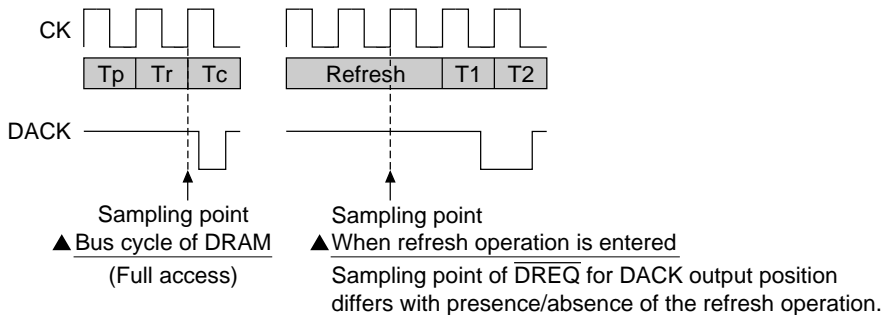 CK
Tp Tr Tc Refresh T1 T2
DACK
Sampling point
▲Bus cycle of DRAM
(Full access)
Sampling point
▲When refresh operation is entered
Sampling point of DREQ for DACK output position
differs with presence/absence of the refresh operation.